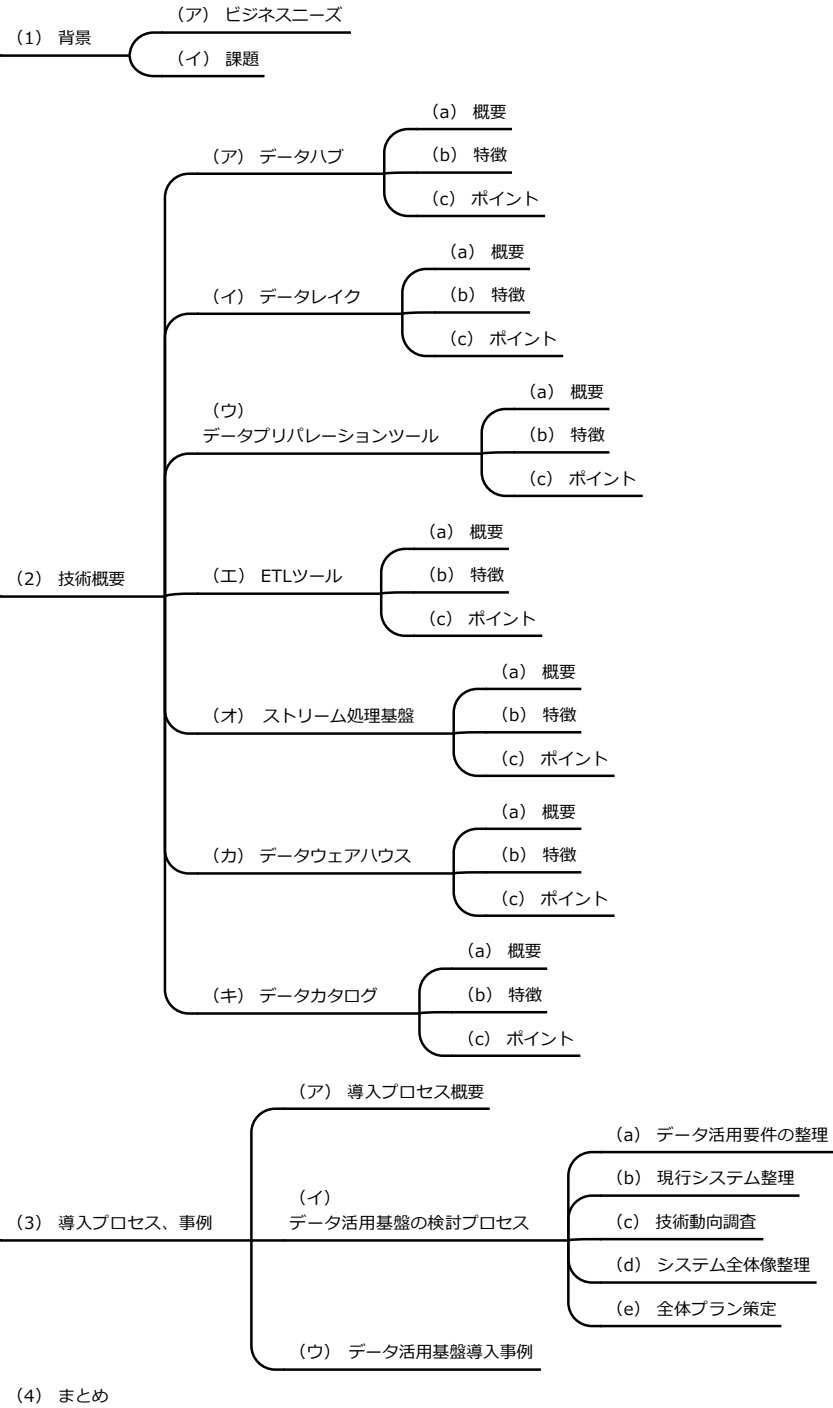 （1） 背景
（ア） ビジネスニーズ
（イ） 課題
（2） 技術概要
（ア） データハブ
（a） 概要
（b） 特徴
（c） ポイント
（イ） データレイク
（a） 概要
（b） 特徴
（c） ポイント
（ウ）
データプリパレーションツール
（a） 概要
（b） 特徴
（c） ポイント
（エ） ETLツール
（a） 概要
（b） 特徴
（c） ポイント
（オ） ストリーム処理基盤
（a） 概要
（b） 特徴
（c） ポイント
（カ） データウェアハウス
（a） 概要
（b） 特徴
（c） ポイント
（キ） データカタログ
（a） 概要
（b） 特徴
（c） ポイント
（3） 導入プロセス、事例
（ア） 導入プロセス概要
（イ）
データ活用基盤の検討プロセス
（a） データ活用要件の整理
（b） 現行システム整理
（c） 技術動向調査
（d） システム全体像整理
（e） 全体プラン策定
（ウ） データ活用基盤導入事例
（4） まとめ